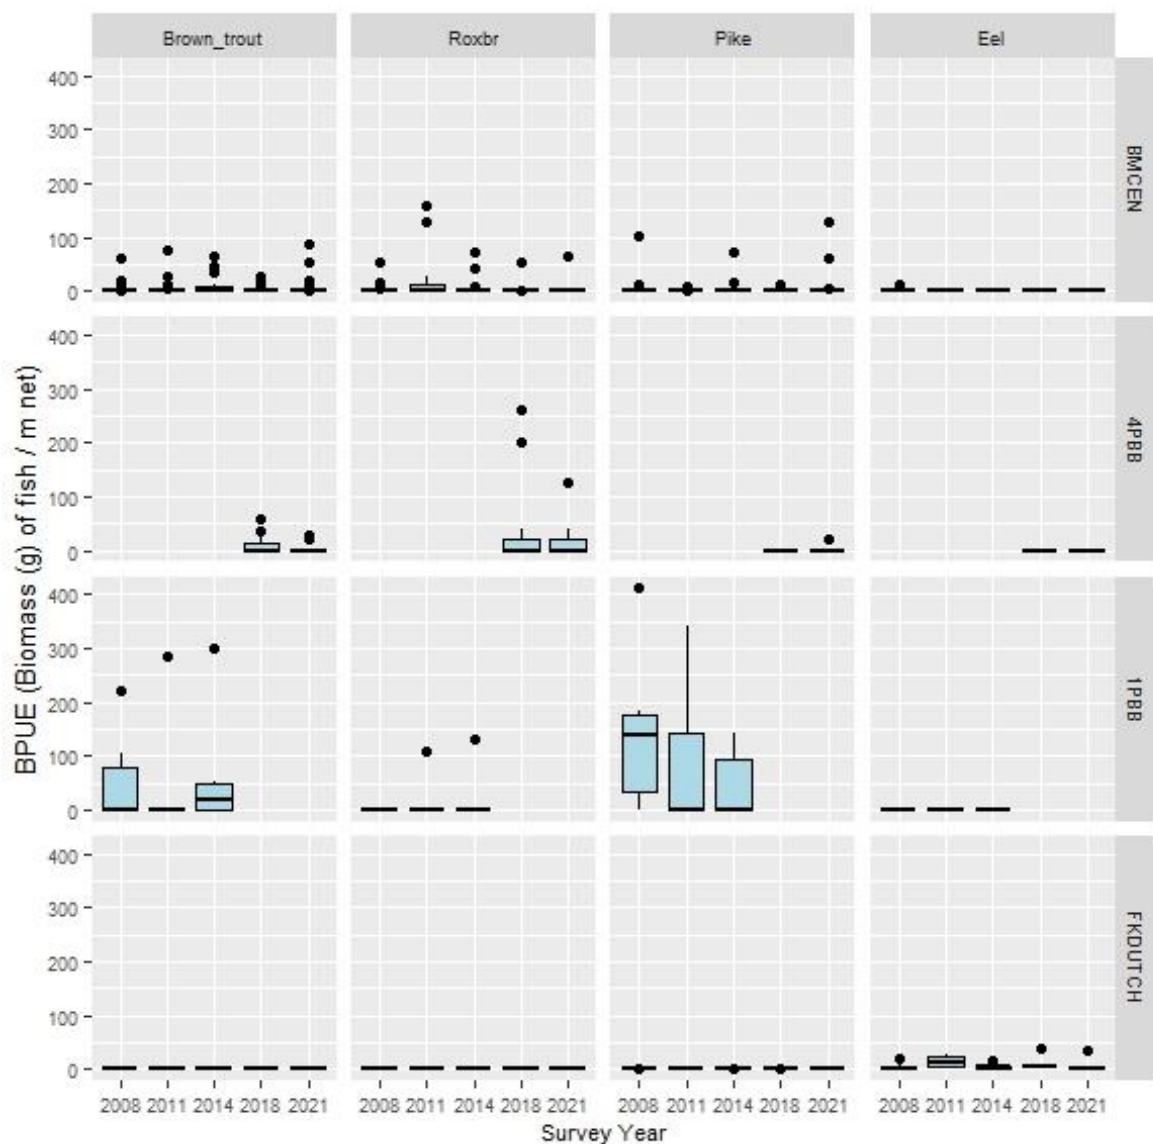 Brown_trout Roxbr Pike Eel
400
300
200
100
0
BMCEN
400
300
200
100
0
4PBB
400
300
200
100
0
1PBB
400
300
200
100
0
FKDUTCH
BPUE (Biomass (g) of fish / m net)
2008 2011 2014 2018 2021 2008 2011 2014 2018 2021 2008 2011 2014 2018 2021 2008 2011 2014 2018 2021
Survey Year